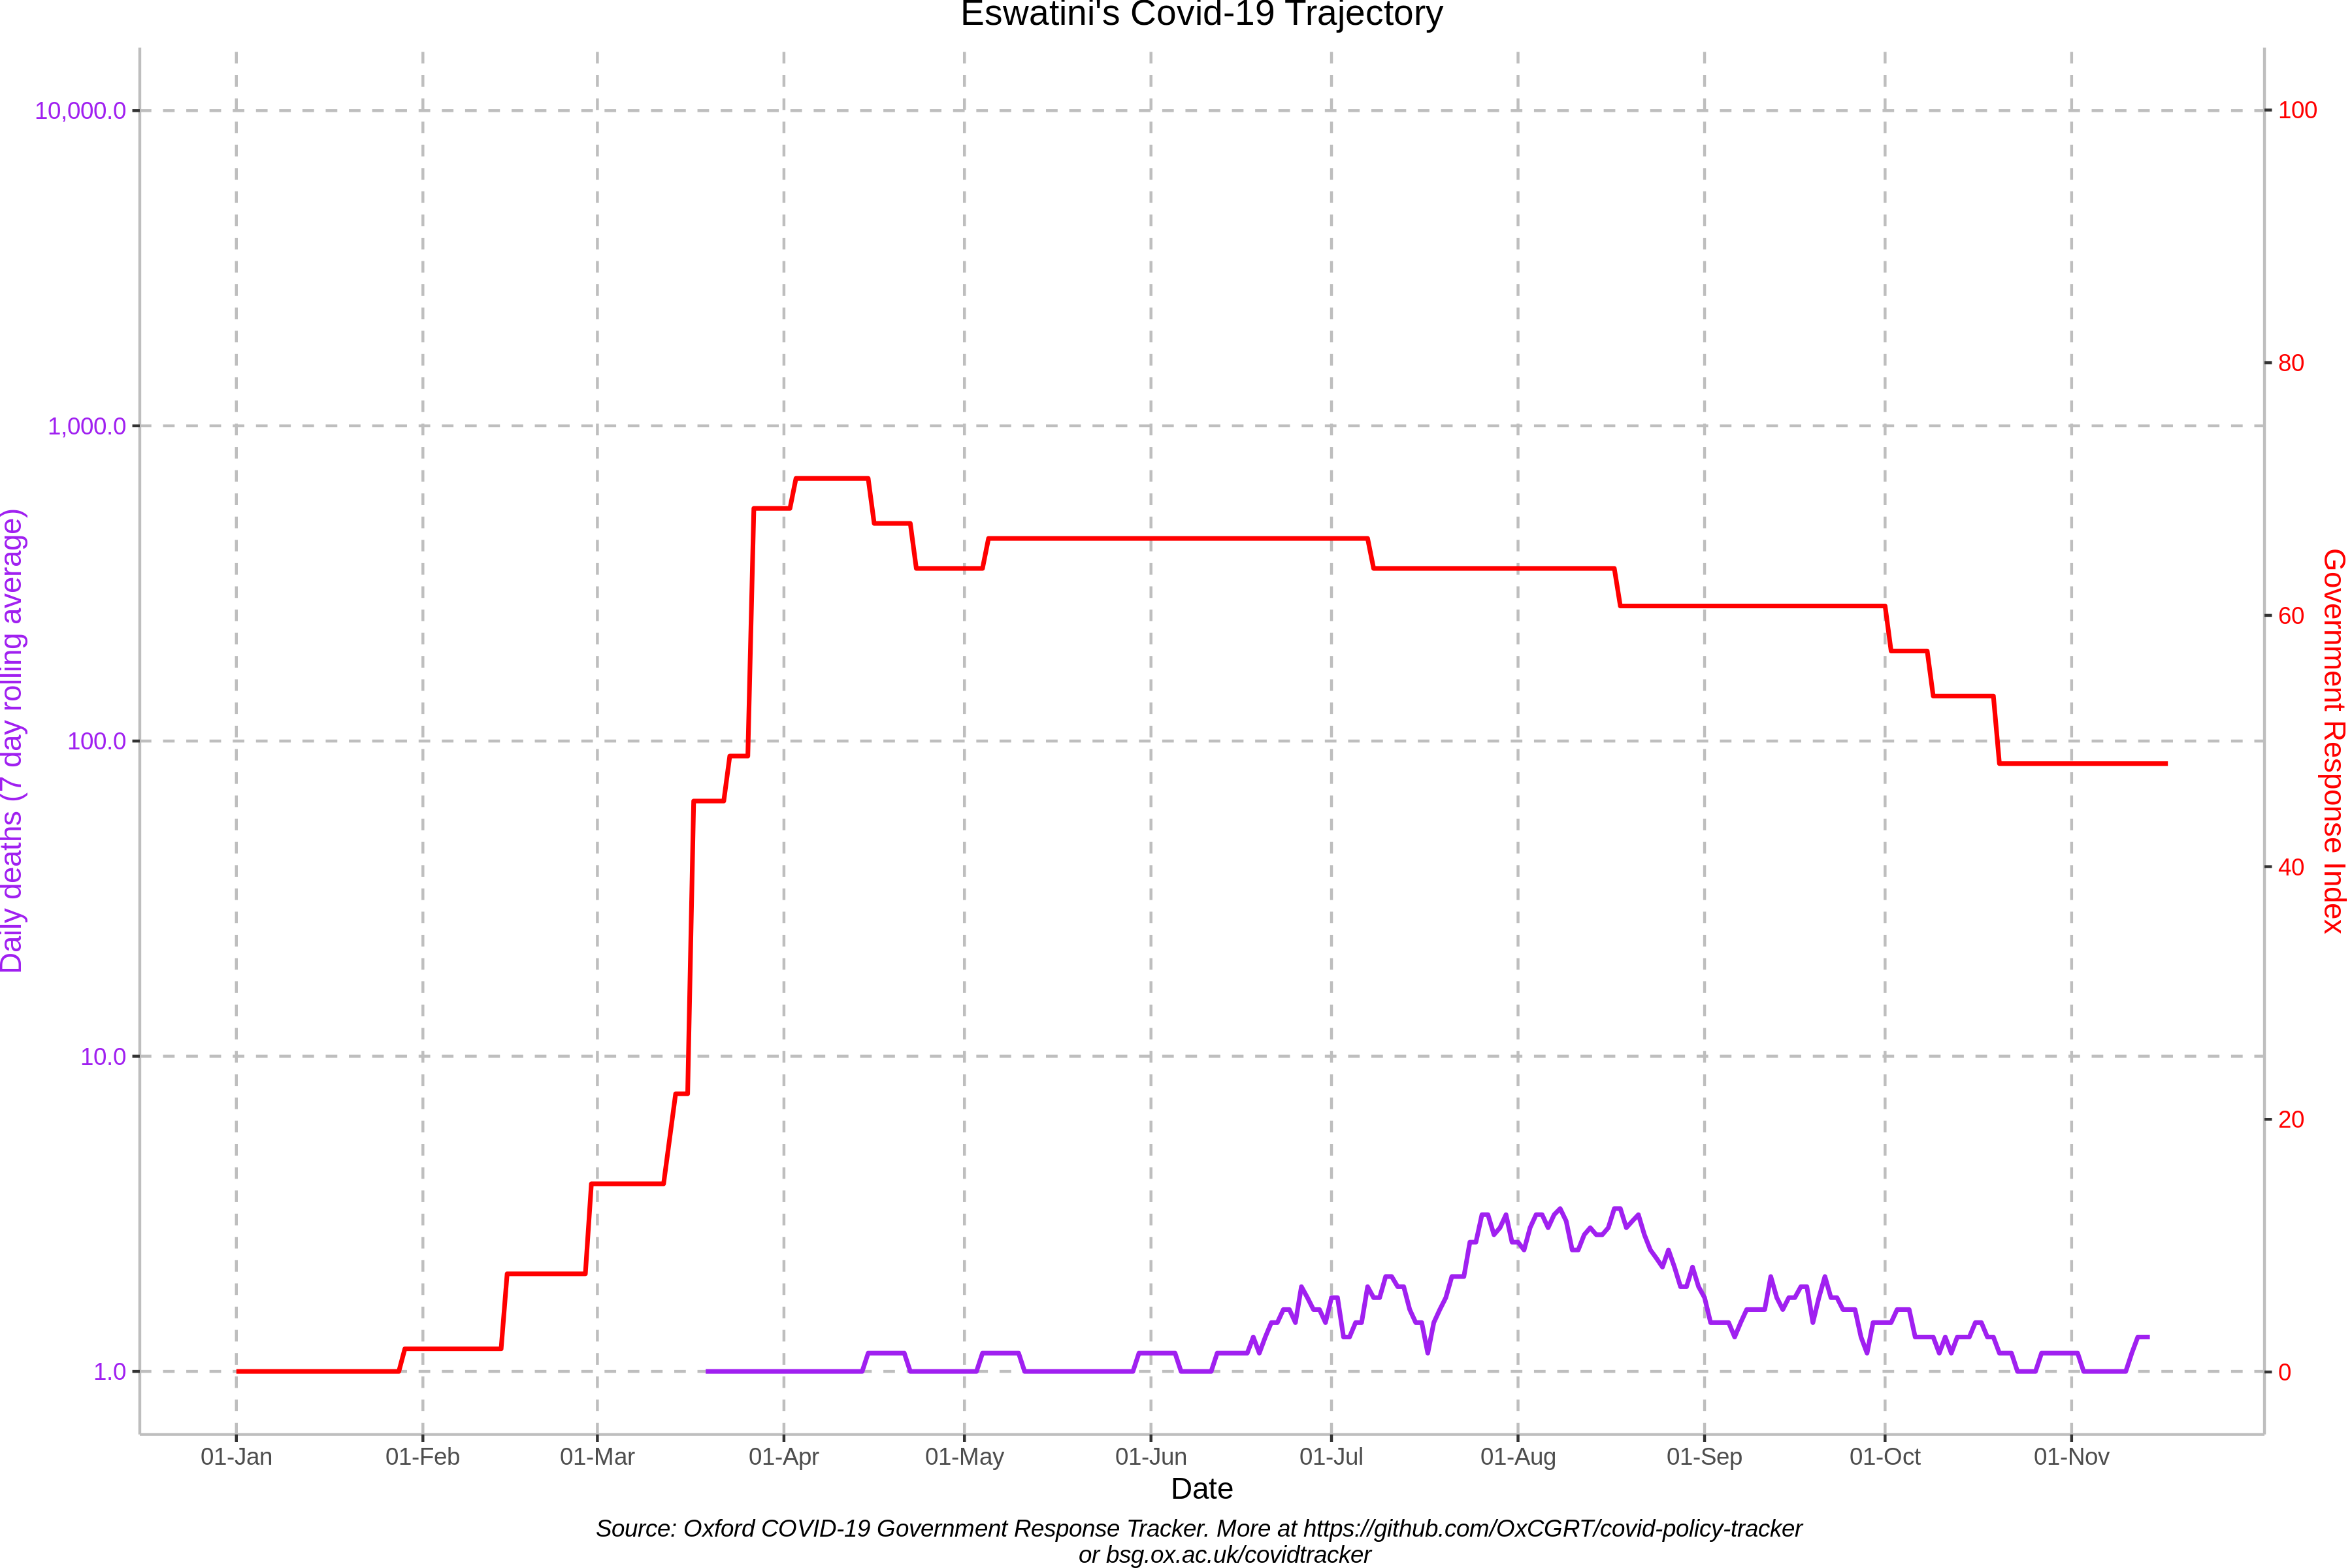 Eswatini's Covid-19 Trajectory
10,000.0
1,000.0
100.0
10.0
1.0
Daily deaths (7 day rolling average)
100
80
60
40
20
0
Government Response Index
01-Jan 01-Feb 01-Mar 01-Apr 01-May 01-Jun 01-Jul 01-Aug 01-Sep 01-Oct 01-Nov
Date
Source: Oxford COVID-19 Government Response Tracker. More at https://github.com/OxCGRT/covid-policy-tracker
or bsg.ox.ac.uk/covidtracker